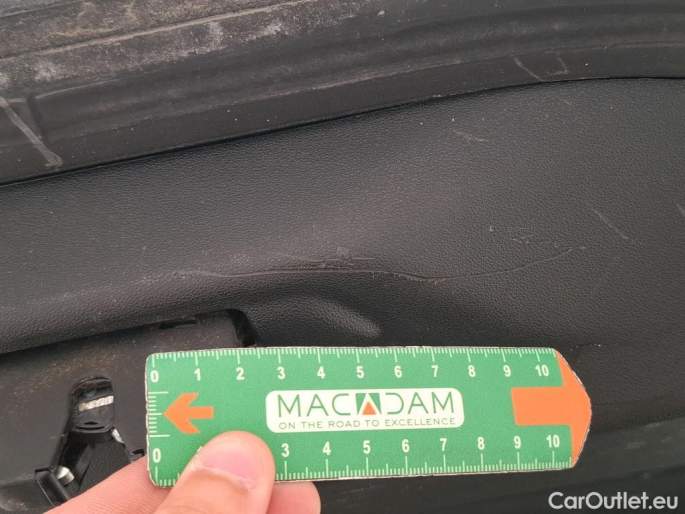 0 1 2 3 4 5 6 7 8 9 10
MACADAM
ON THE ROAD TO EXCELLENCE
0 3 4 5 6 7 8 9 10
CarOutlet.eu